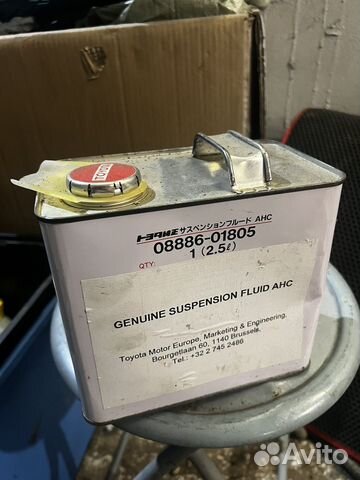 TOYOTA
トヨタ純正 サスペンションフルード AHC
08886-01805
QTY. 1 (2.5ℓ)
GENUINE SUSPENSION FLUID AHC
Toyota Motor Europe, Marketing & Engineering,
Bourgetlaan 60, 1140 Brussels.
Tel.: +32 2 745 2486
Avito